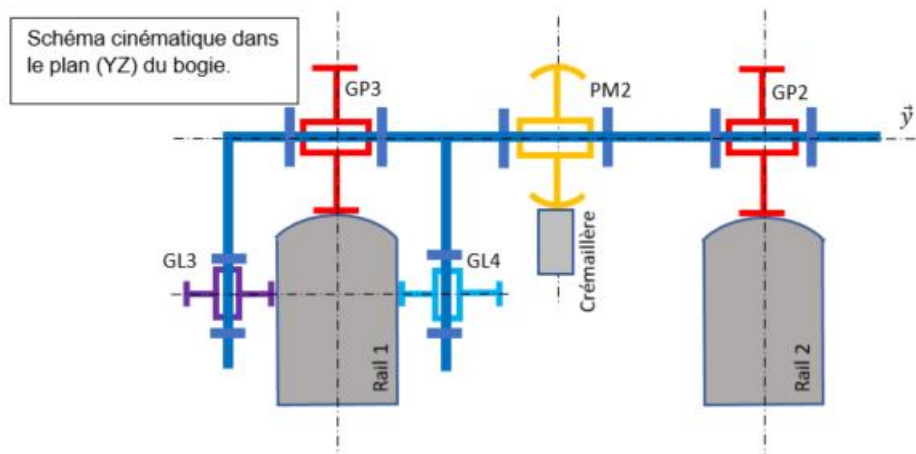 Schéma cinématique dans
le plan (YZ) du bogie.
GP3
PM2
GP2
y⃗
GL3
GL4
Crémaillère
Rail 1
Rail 2